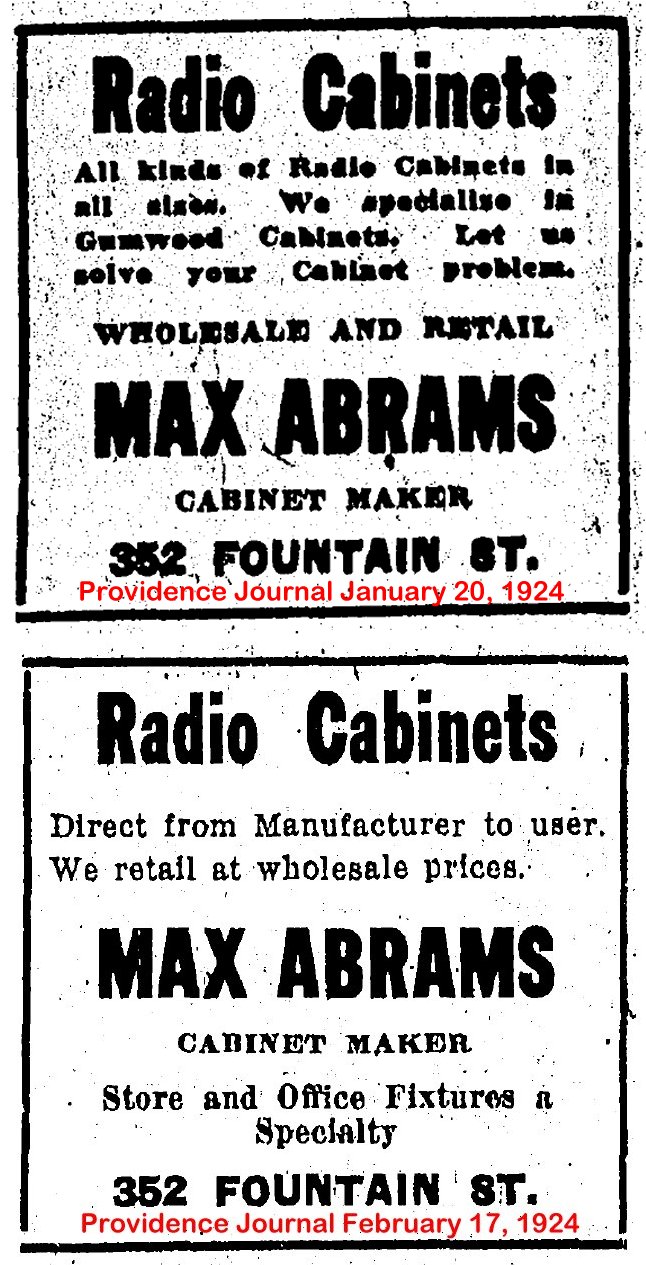 Radio Cabinets
All kinds of Radio Cabinets in
all sizes. We specialise in
Gumwood Cabinets. Let us
solve your Cabinet problem.
WHOLESALE AND RETAIL
MAX ABRAMS
CABINET MAKER
352 FOUNTAIN ST.
Providence Journal January 20, 1924
Radio Cabinets
Direct from Manufacturer to user.
We retail at wholesale prices.
MAX ABRAMS
CABINET MAKER
Store and Office Fixtures a
Specialty
352 FOUNTAIN ST.
Providence Journal February 17, 1924